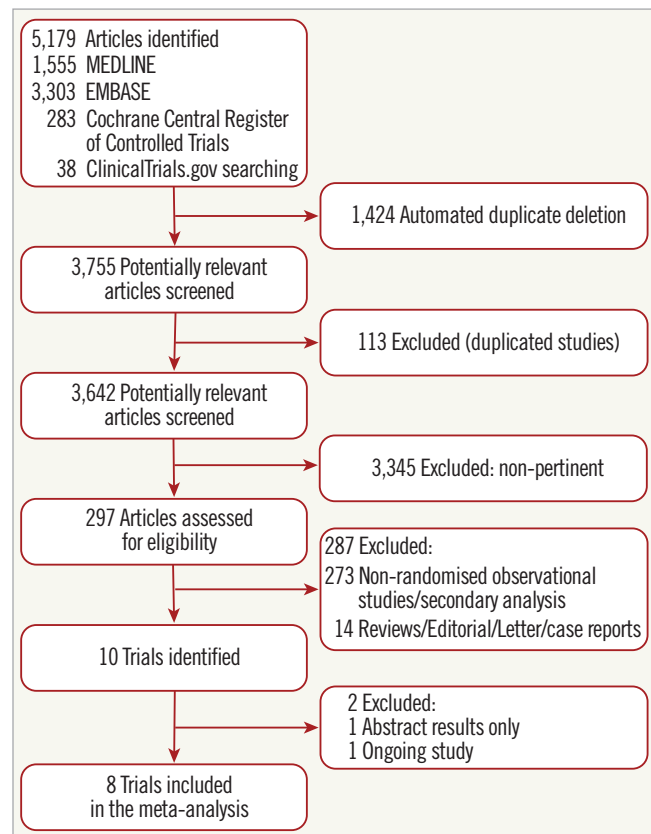 5,179 Articles identified
1,555 MEDLINE
3,303 EMBASE
283 Cochrane Central Register
of Controlled Trials
38 ClinicalTrials.gov searching
1,424 Automated duplicate deletion
3,755 Potentially relevant
articles screened
113 Excluded (duplicated studies)
3,642 Potentially relevant
articles screened
3,345 Excluded: non-pertinent
297 Articles assessed
for eligibility
287 Excluded:
273 Non-randomised observational
studies/secondary analysis
14 Reviews/Editorial/Letter/case reports
10 Trials identified
2 Excluded:
1 Abstract results only
1 Ongoing study
8 Trials included
in the meta-analysis